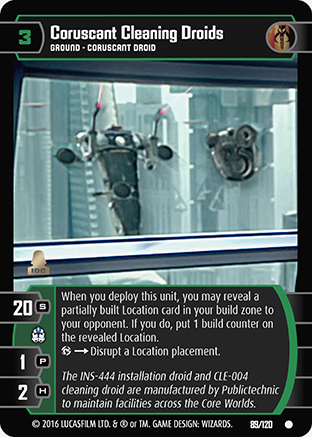 3
Coruscant Cleaning Droids
GROUND - CORUSCANT DROID
IDC
20 S
1 P
2 H
When you deploy this unit, you may reveal a
partially built Location card in your build zone to
your opponent. If you do, put 1 build counter on
the revealed Location.
→ Disrupt a Location placement.
The INS-444 installation droid and CLE-004
cleaning droid are manufactured by Publictechnic
to maintain facilities across the Core Worlds.
© 2016 LUCASFILM LTD. & ® or TM. GAME DESIGN: WIZARDS.
89/120